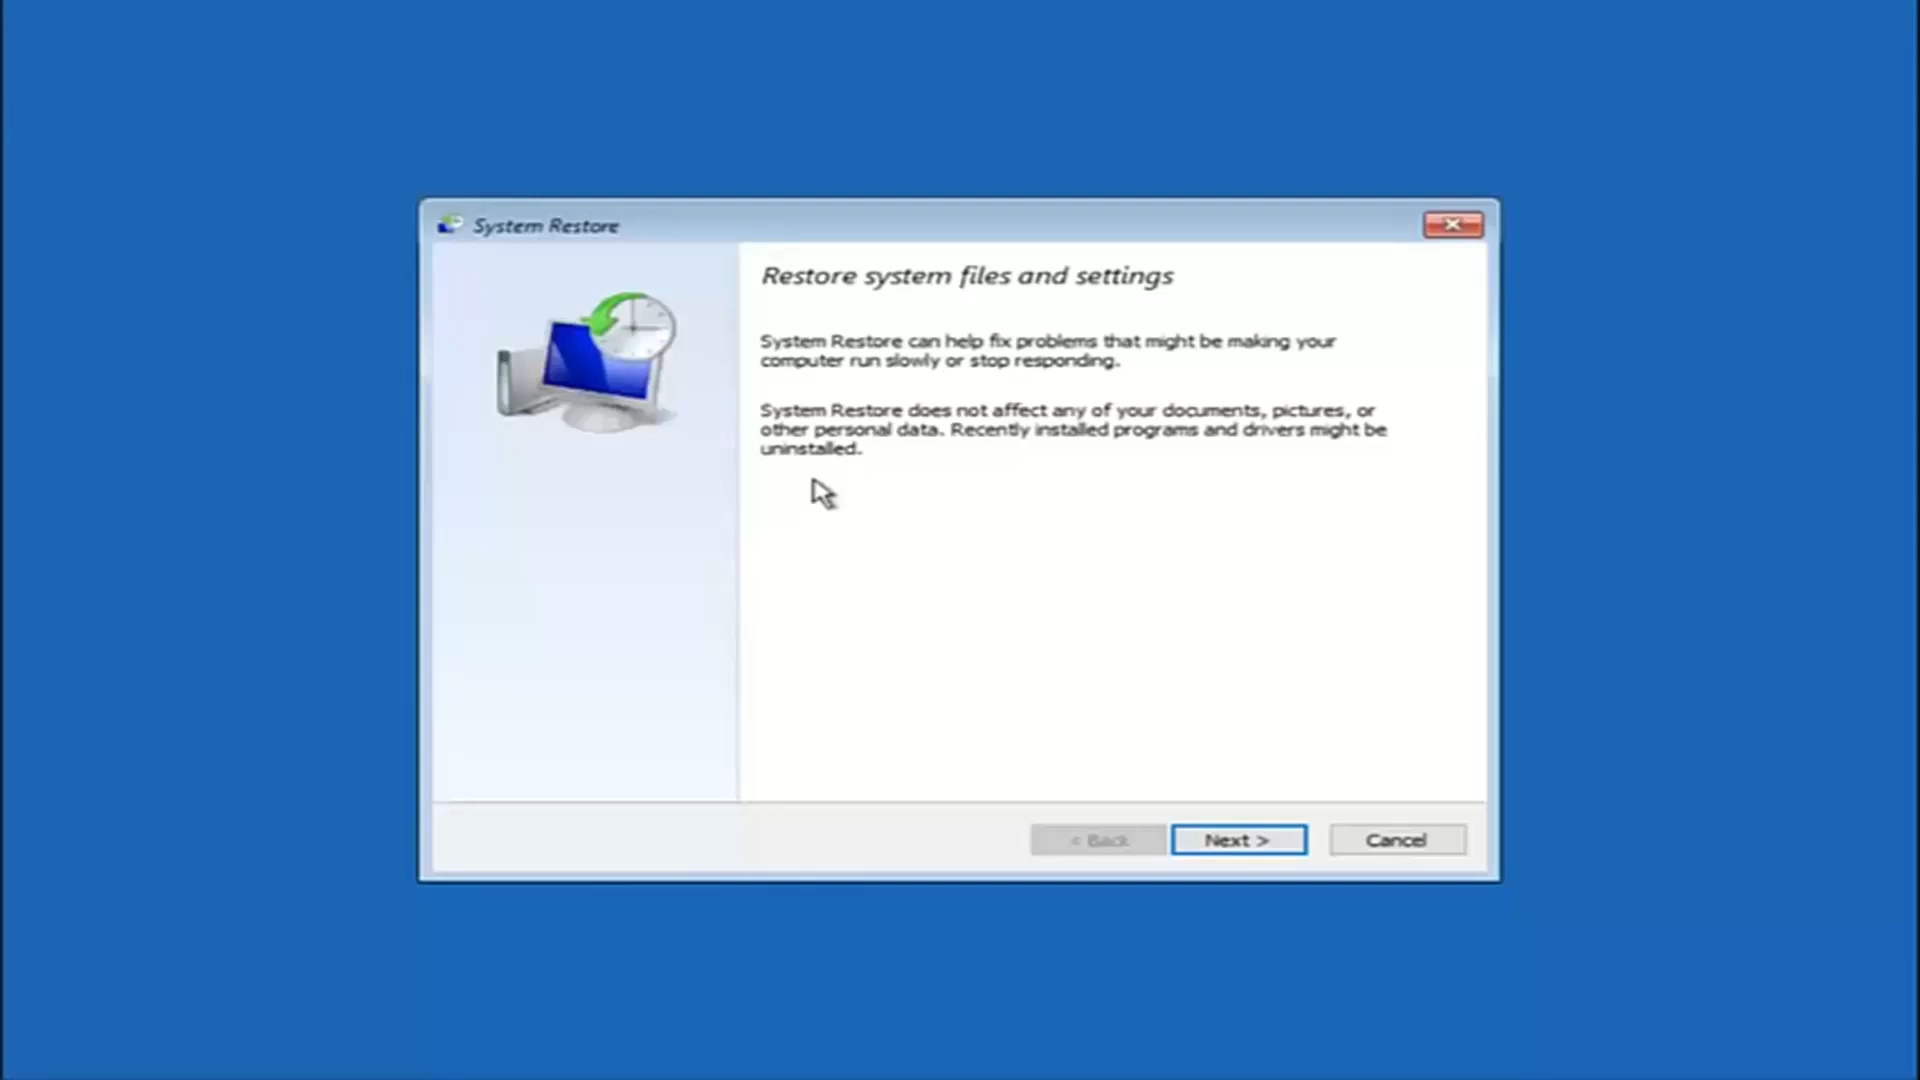 System Restore
Restore system files and settings
System Restore can help fix problems that might be making your
computer run slowly or stop responding.
System Restore does not affect any of your documents, pictures, or
other personal data. Recently installed programs and drivers might be
uninstalled.
< Back
Next >
Cancel